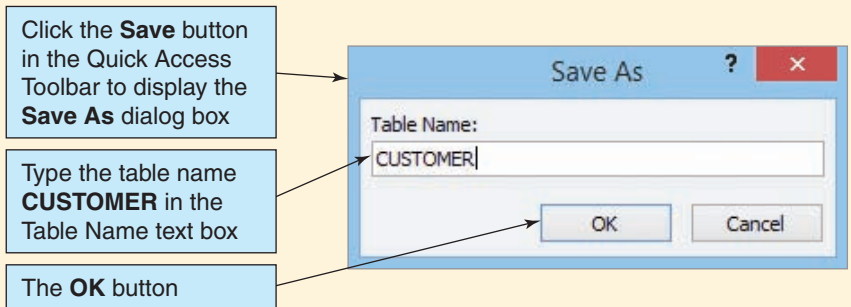 Click the Save button
in the Quick Access
Toolbar to display the
Save As dialog box
Type the table name
CUSTOMER in the
Table Name text box
The OK button
Save As
?
×
Table Name:
CUSTOMER
OK
Cancel